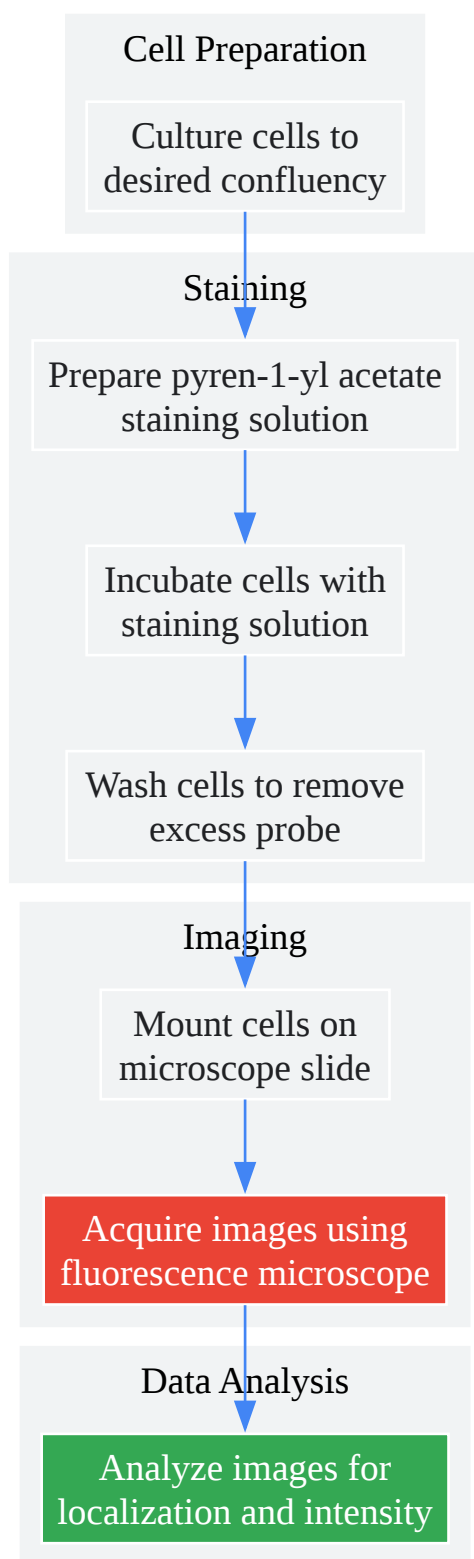 Cell Preparation
Culture cells to
desired confluency
Staining
Prepare pyren-1-yl acetate
staining solution
Incubate cells with
staining solution
Wash cells to remove
excess probe
Imaging
Mount cells on
microscope slide
Acquire images using
fluorescence microscope
Data Analysis
Analyze images for
localization and intensity